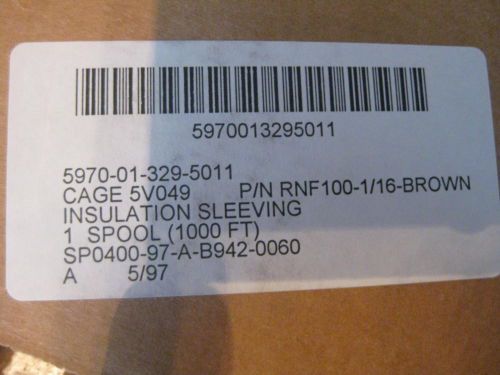 5970013295011
5970-01-329-5011
CAGE 5V049 P/N RNF100-1/16-BROWN
INSULATION SLEEVING
1 SPOOL (1000 FT)
SP0400-97-A-B942-0060
A 5/97